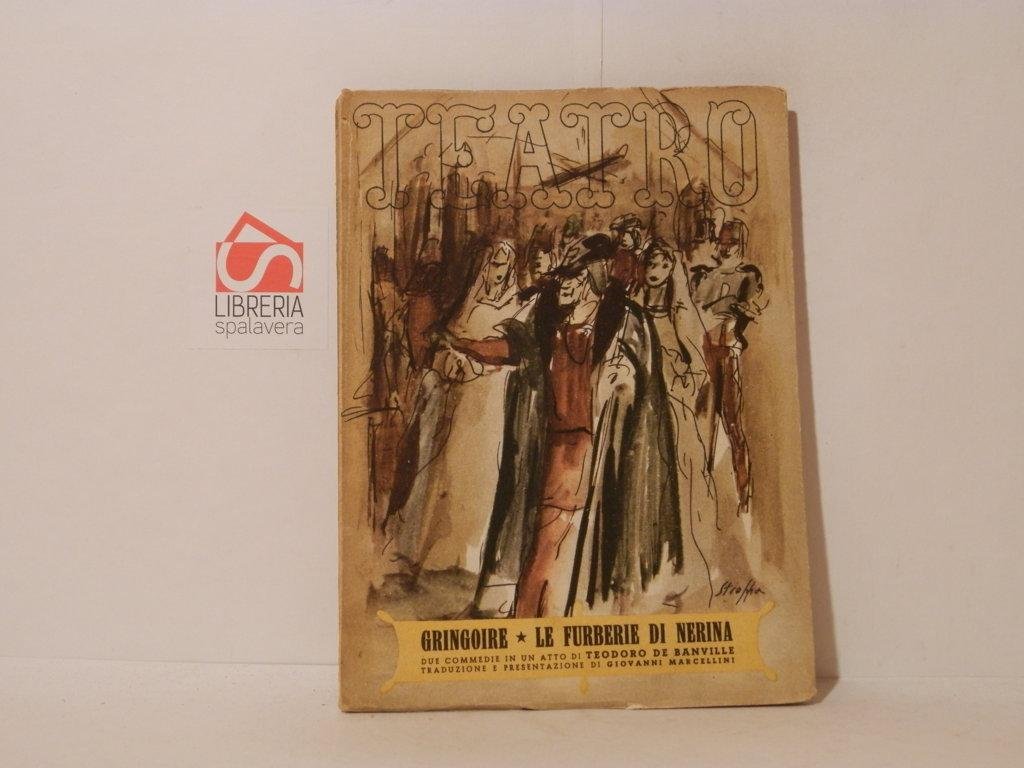 TEATRO
LIBRERIA
spalavera
Stroppa
GRINGOIRE ★ LE FURBERIE DI NERINA
DUE COMMEDIE IN UN ATTO DI TEODORO DE BANVILLE
TRADUZIONE E PRESENTAZIONE DI GIOVANNI MARCELLINI